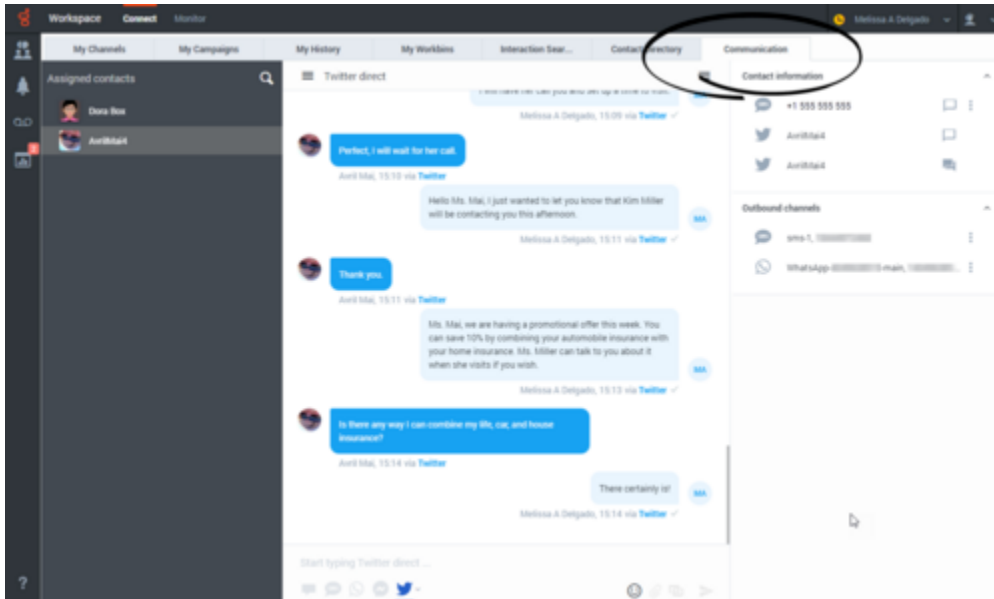 Workspace Connect Monitor
Melissa A Delgado
My Channels My Campaigns My History My Workbins Interaction Sear... Contact Directory Communication
Assigned contacts
Dora Box
AvrilMai4
Twitter direct
Melissa A Delgado, 15:09 via Twitter
Perfect, I will wait for her call.
Avril Mai, 15:10 via Twitter
Hello Ms. Mai, I just wanted to let you know that Kim Miller
will be contacting you this afternoon.
MA
Melissa A Delgado, 15:11 via Twitter
Thank you.
Avril Mai, 15:11 via Twitter
Ms. Mai, we are having a promotional offer this week. You
can save 10% by combining your automobile insurance with
your home insurance. Ms. Miller can talk to you about it
when she visits if you wish.
MA
Melissa A Delgado, 15:13 via Twitter
Is there any way I can combine my life, car, and house
insurance?
Avril Mai, 15:14 via Twitter
There certainly is!
MA
Melissa A Delgado, 15:14 via Twitter
Start typing Twitter direct ...
Contact information
+1 555 555 555
AvrilMai4
AvrilMai4
Outbound channels
sms-1,
WhatsApp- -main,
?